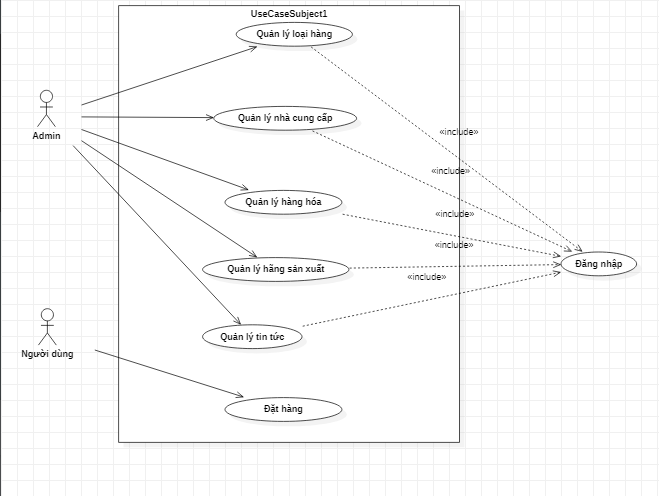 UseCaseSubject1
Quản lý loại hàng
Admin
Quản lý nhà cung cấp
«include»
«include»
Quản lý hàng hóa
«include»
«include»
Quản lý hãng sản xuất
Đăng nhập
«include»
Quản lý tin tức
Người dùng
Đặt hàng